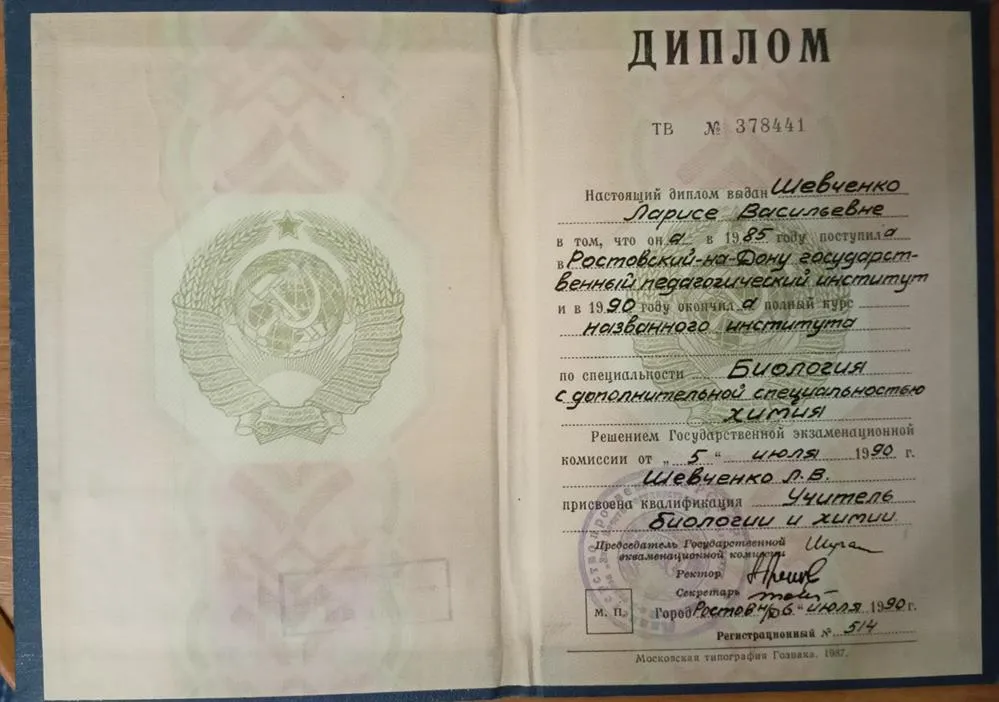 ДИПЛОМ
ТВ № 378441
Настоящий диплом выдан Шевченко
Ларисе Васильевне
в том, что она в 1985 году поступила
в Ростовский-на-Дону государст-
венный педагогический институт
и в 1990 году окончила полный курс
названного института
по специальности Биология
с дополнительной специальностью
химия
Решением Государственной экзаменационной
комиссии от „5“ июля 1990 г.
Шевченко Л.В.
присвоена квалификация Учитель
биологии и химии.
Председатель Государственной
экзаменационной комиссии
Ректор
Секретарь
М. П. Город Ростов н/Д 6 “ июля 1990 г.
Регистрационный № 514
Московская типография Гознака. 1987.